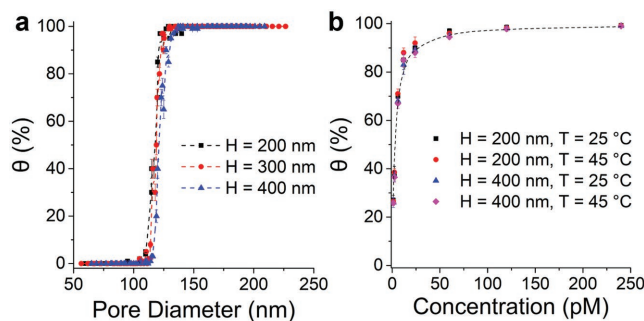 a
100
80
60
40
20
0
θ (%)
H = 200 nm
H = 300 nm
H = 400 nm
50 100 150 200 250
Pore Diameter (nm)
b
100
80
60
40
20
0
θ (%)
H = 200 nm, T = 25 °C
H = 200 nm, T = 45 °C
H = 400 nm, T = 25 °C
H = 400 nm, T = 45 °C
0 50 100 150 200 250
Concentration (pM)